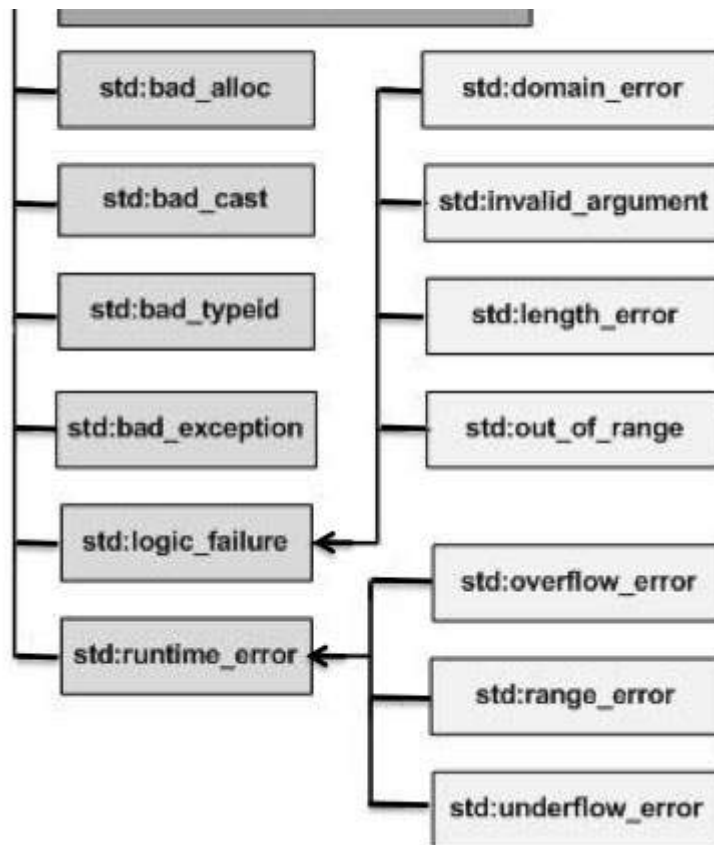 std:bad_alloc
std:bad_cast
std:bad_typeid
std:bad_exception
std:logic_failure
std:runtime_error
std:domain_error
std:invalid_argument
std:length_error
std:out_of_range
std:overflow_error
std:range_error
std:underflow_error